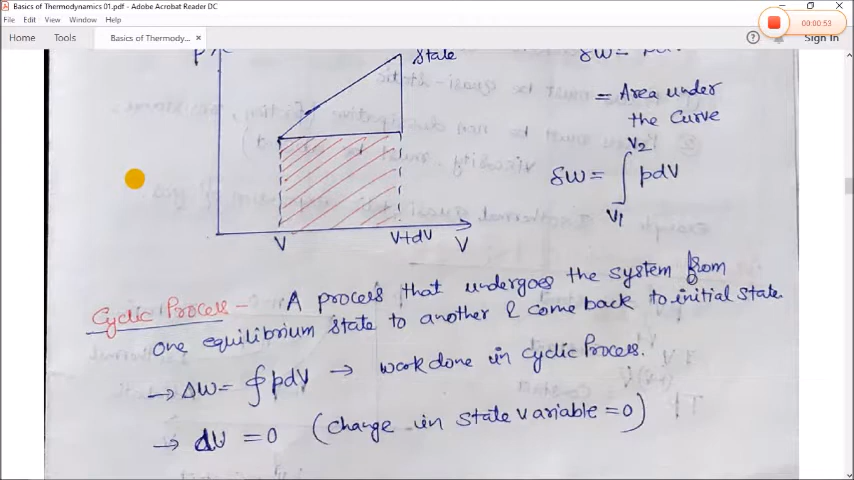 Basics of Thermodynamics 01.pdf - Adobe Acrobat Reader DC
File Edit View Window Help
Home Tools Basics of Thermody... ×
00:00:53
Sign In
P
State
δW =
= Area under
the Curve
δW = ∫ pdV
V2
V1
V
V+dV
V
Cyclic Process - A process that undergoes the system from
one equilibrium state to another & come back to initial state.
→ ΔW = ∮ pdV → work done in cyclic Process.
→ dU = 0 (change in state variable = 0)